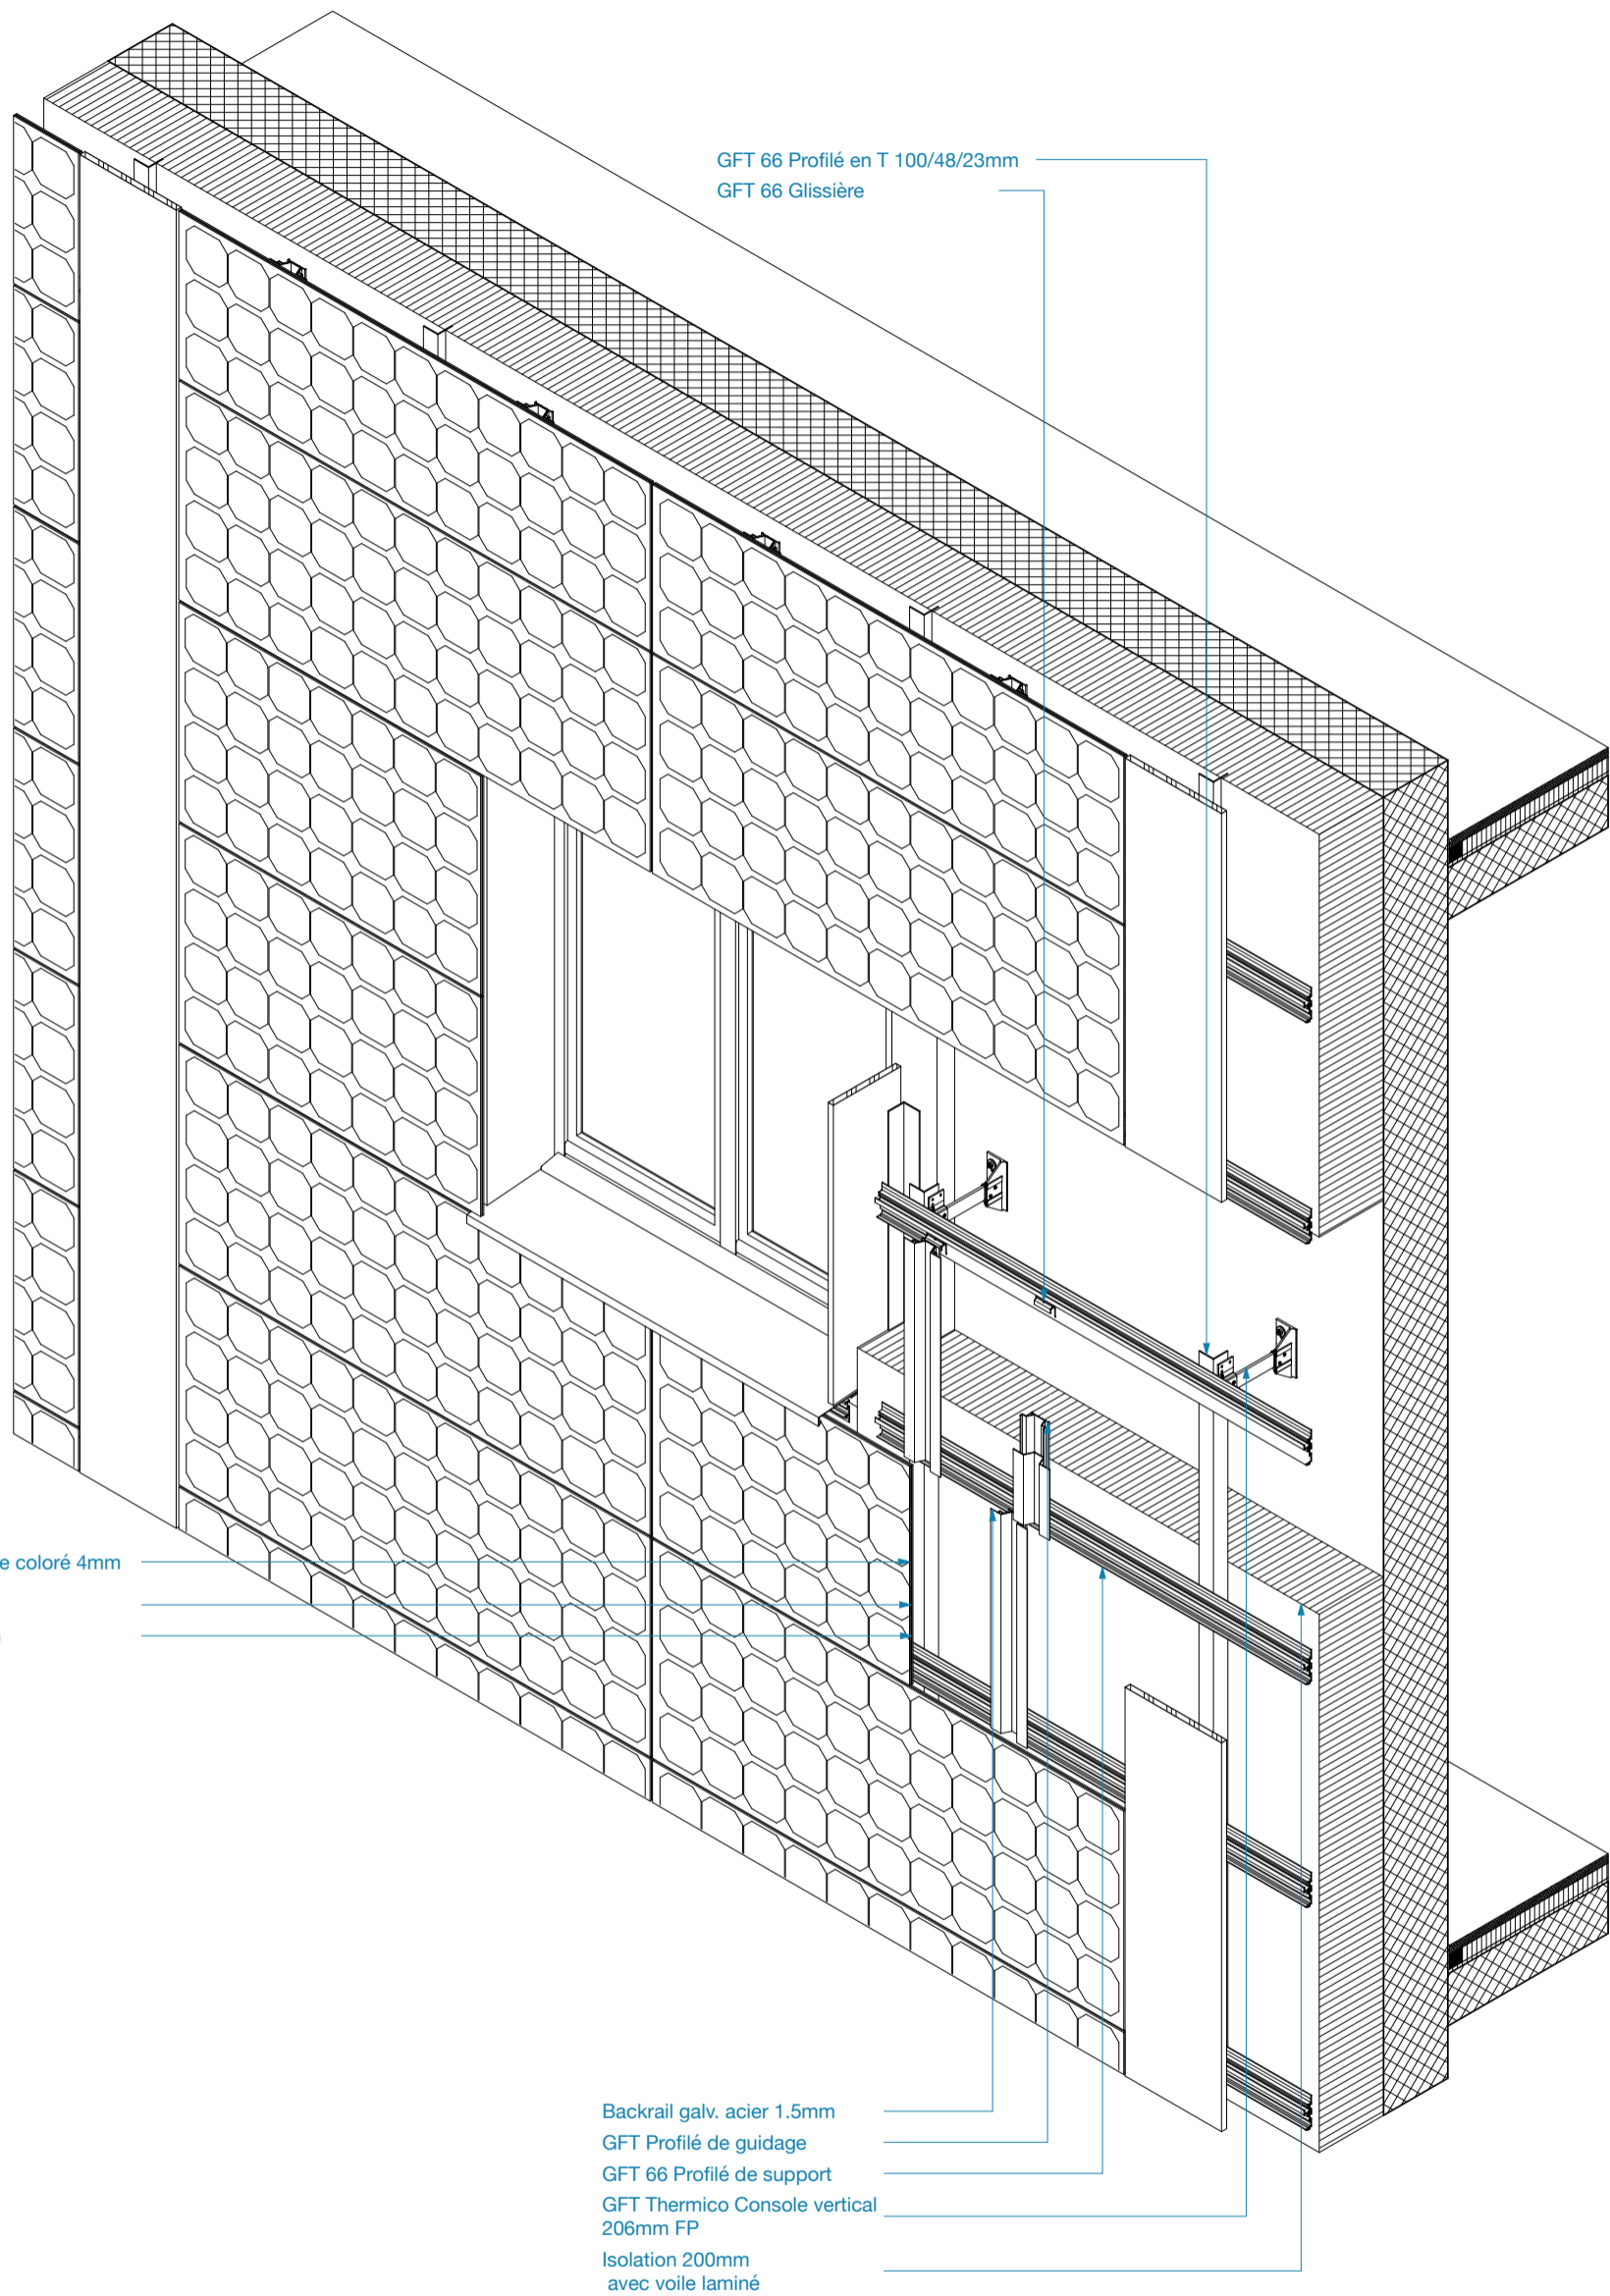 GFT 66 Profilé en T 100/48/23mm
GFT 66 Glissière
coloré 4mm
Backrail galv. acier 1.5mm
GFT Profilé de guidage
GFT 66 Profilé de support
GFT Thermico Console vertical
206mm FP
Isolation 200mm
avec voile laminé